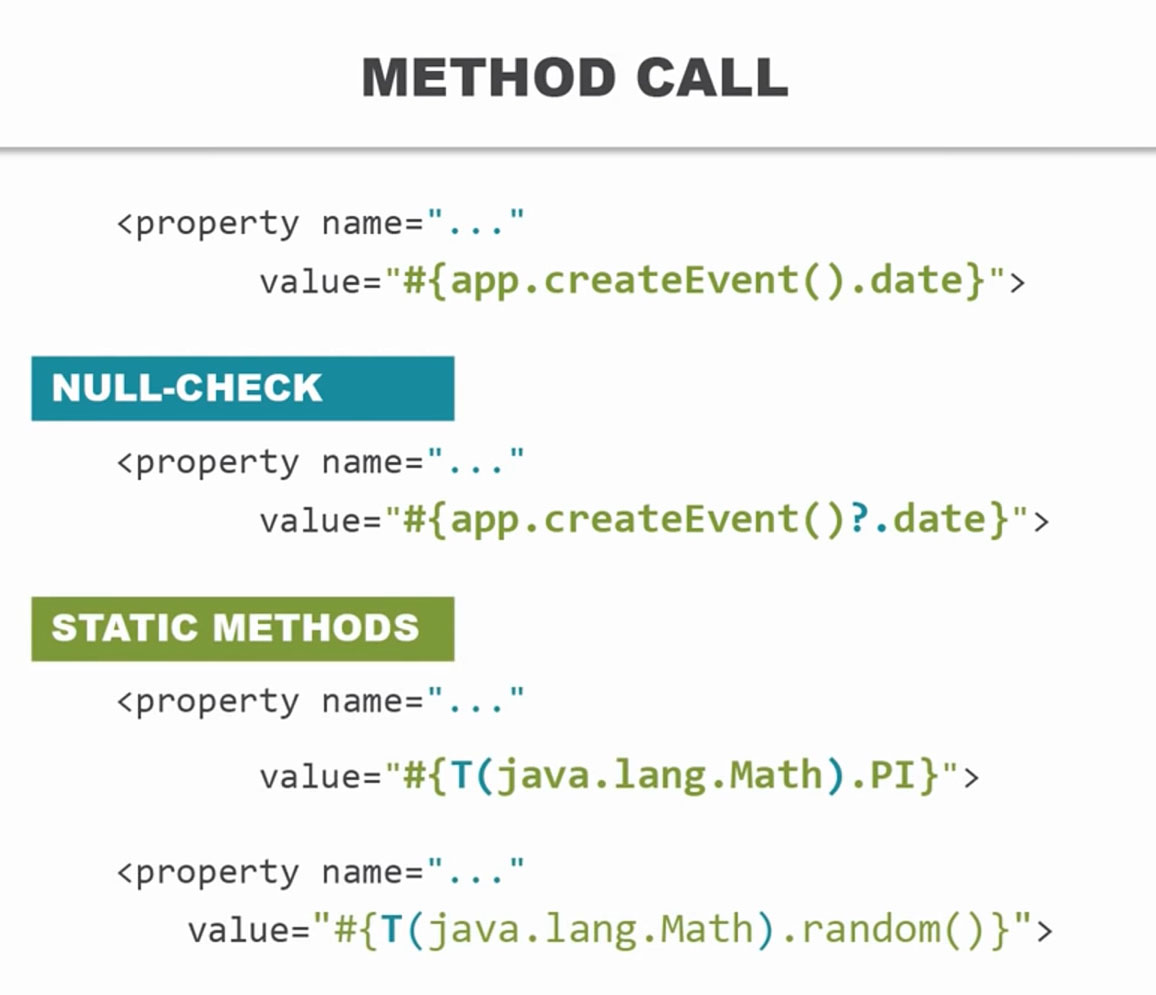 METHOD CALL
<property name="..."
value="#{app.createEvent().date}">
NULL-CHECK
<property name="..."
value="#{app.createEvent()?.date}">
STATIC METHODS
<property name="..."
value="#{T(java.lang.Math).PI}">
<property name="..."
value="#{T(java.lang.Math).random()}">